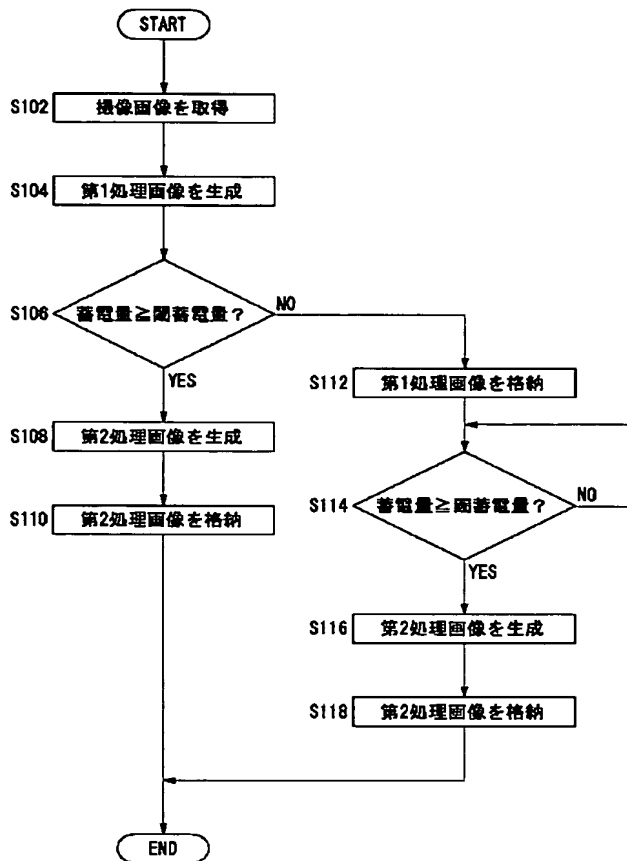 START
S102
撮像画像を取得
S104
第1処理画像を生成
S106
蓄電量≧閾蓄電量?
NO
YES
S112
第1処理画像を格納
S108
第2処理画像を生成
S114
蓄電量≧閾蓄電量?
NO
S110
第2処理画像を格納
YES
S116
第2処理画像を生成
S118
第2処理画像を格納
END